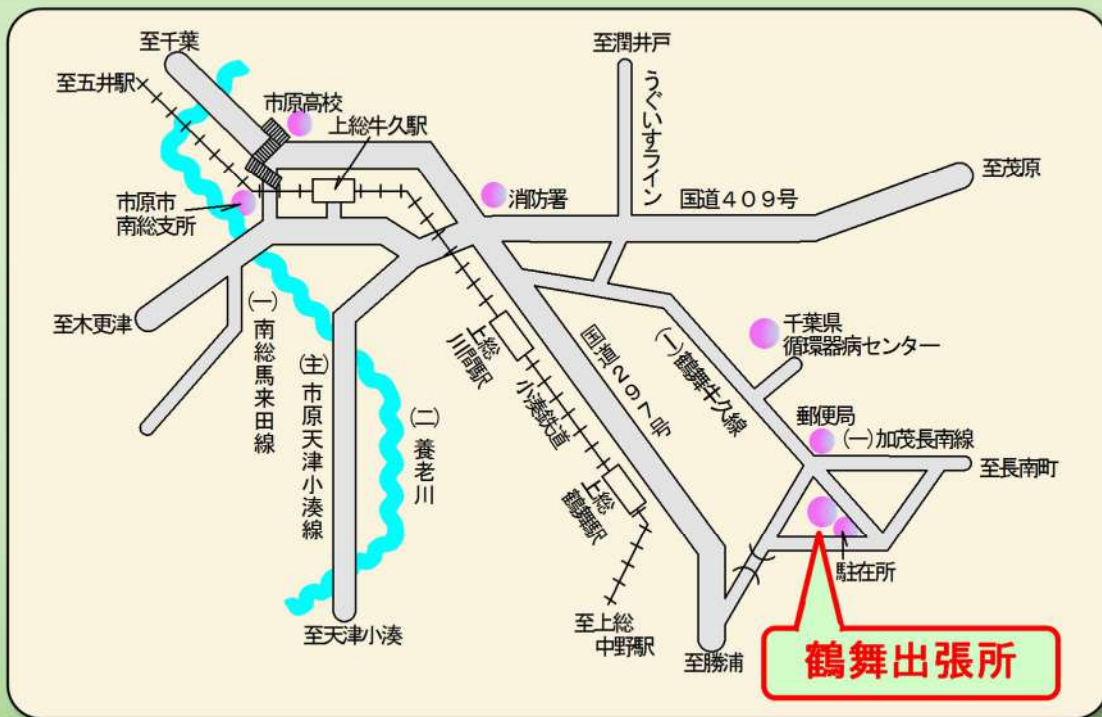 至千葉
至潤井戸
至五井駅
市原高校
上総牛久駅
うぐいすライン
至茂原
消防署
国道409号
市原市
南総支所
至木更津
(一)南総馬来田線
(主)市原天津小湊線
(二)養老川
上総
川間駅
小湊鉄道
国道297号
(一)鶴舞牛久線
千葉県
循環器病センター
郵便局
(一)加茂長南線
至長南町
上総
鶴舞駅
駐在所
至天津小湊
至上総
中野駅
至勝浦
鶴舞出張所